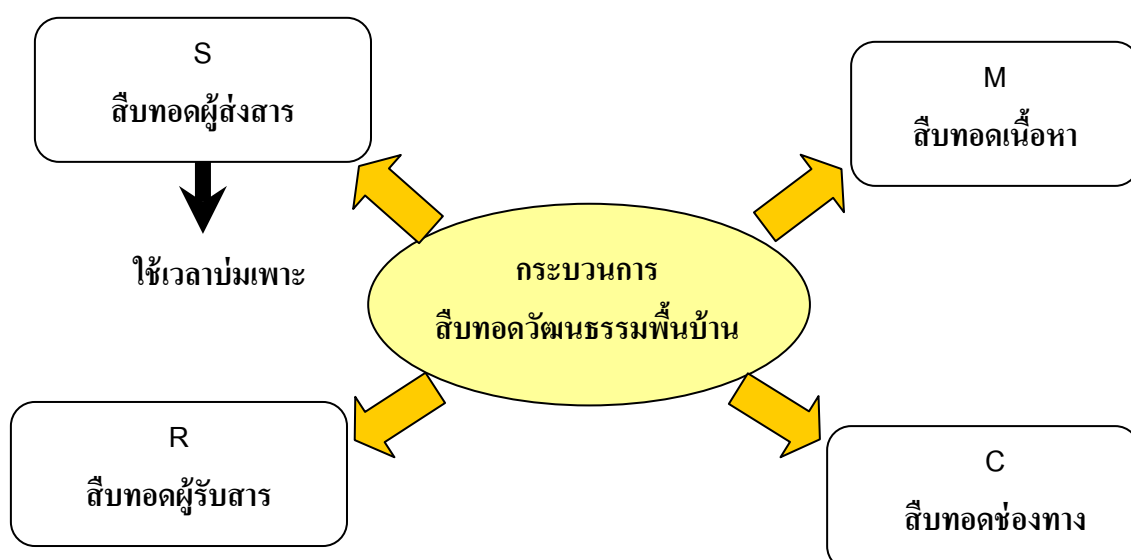 S
สืบทอดผู้ส่งสาร
M
สืบทอดเนื้อหา
ใช้เวลาบ่มเพาะ
กระบวนการ
สืบทอดวัฒนธรรมพื้นบ้าน
R
สืบทอดผู้รับสาร
C
สืบทอดช่องทาง